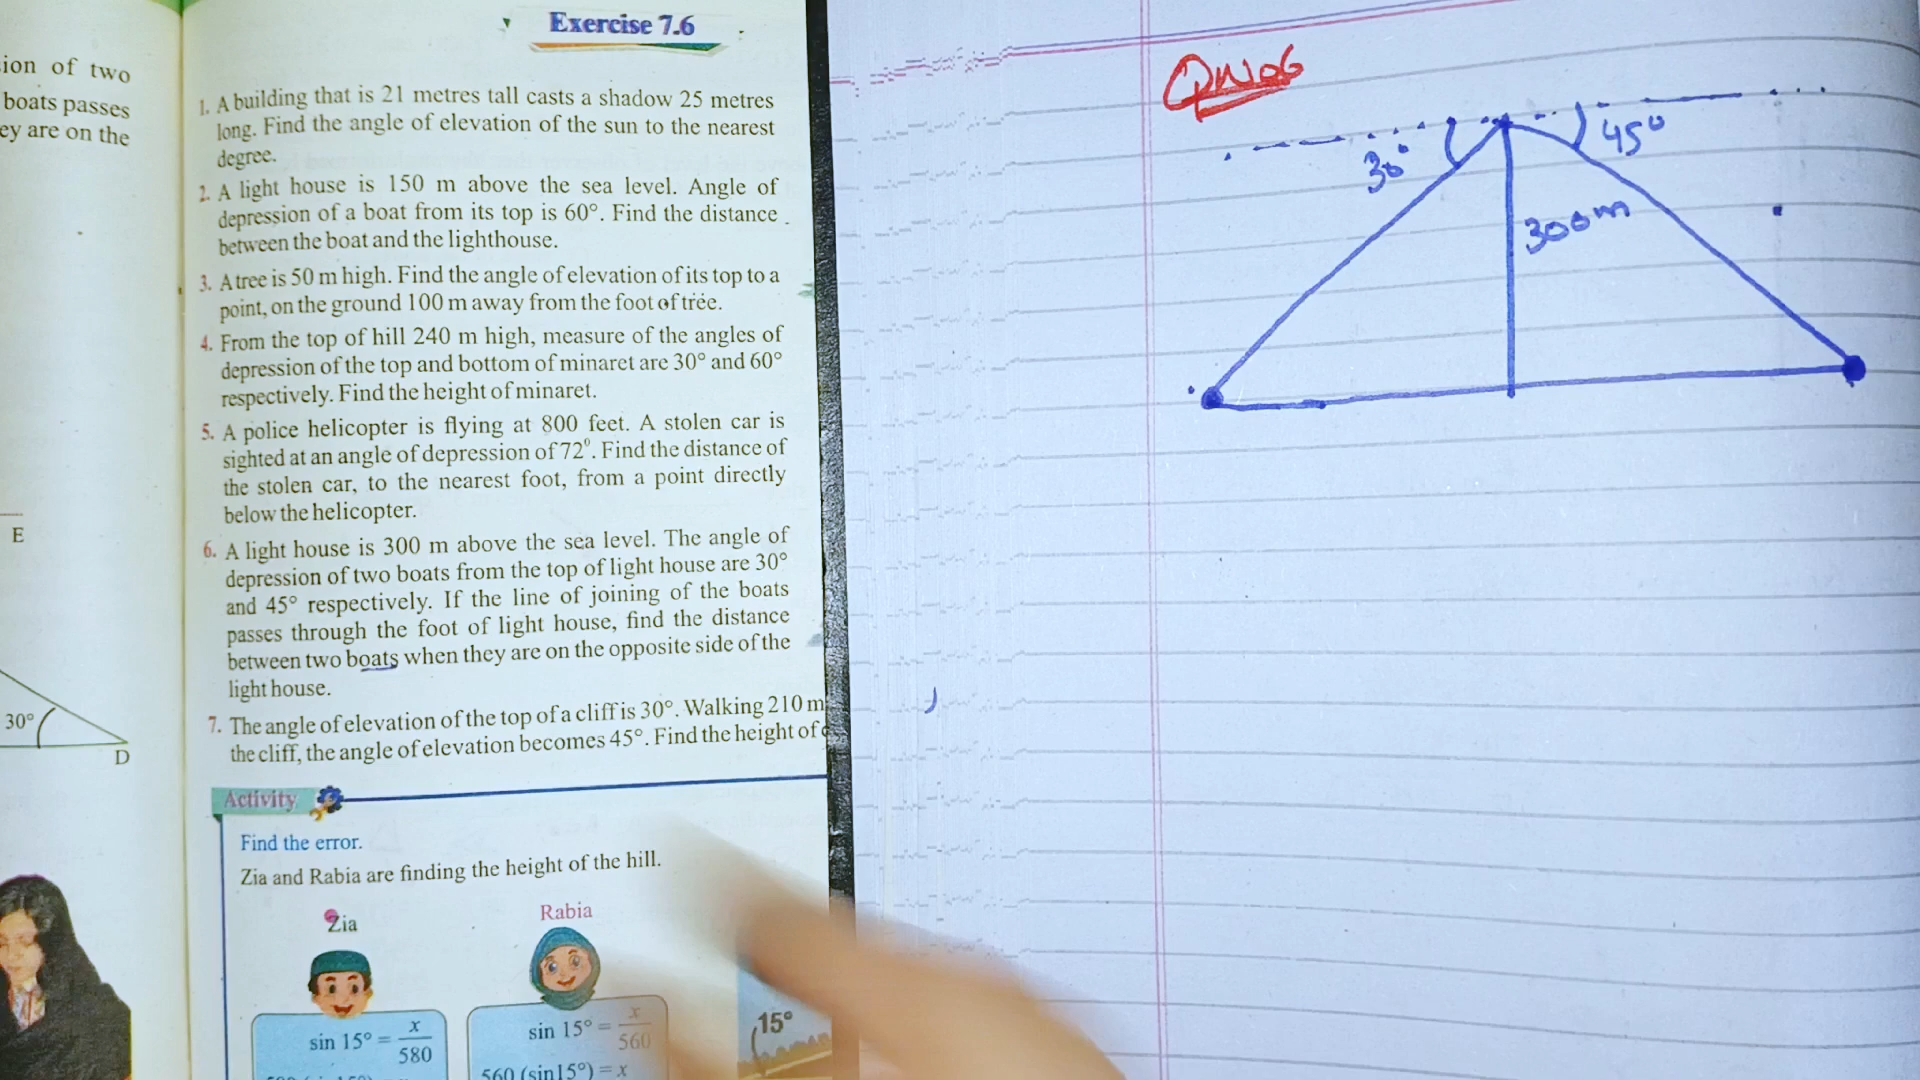 ion of two
boats passes
ey are on the
E
30°
D
Exercise 7.6
1. A building that is 21 metres tall casts a shadow 25 metres
long. Find the angle of elevation of the sun to the nearest
degree.
2. A light house is 150 m above the sea level. Angle of
depression of a boat from its top is 60°. Find the distance
between the boat and the lighthouse.
3. A tree is 50 m high. Find the angle of elevation of its top to a
point, on the ground 100 m away from the foot of tree.
4. From the top of hill 240 m high, measure of the angles of
depression of the top and bottom of minaret are 30° and 60°
respectively. Find the height of minaret.
5. A police helicopter is flying at 800 feet. A stolen car is
sighted at an angle of depression of 72⁰. Find the distance of
the stolen car, to the nearest foot, from a point directly
below the helicopter.
6. A light house is 300 m above the sea level. The angle of
depression of two boats from the top of light house are 30°
and 45° respectively. If the line of joining of the boats
passes through the foot of light house, find the distance
between two boats when they are on the opposite side of the
light house.
7. The angle of elevation of the top of a cliff is 30°. Walking 210 m
the cliff, the angle of elevation becomes 45°. Find the height of
Activity
Find the error.
Zia and Rabia are finding the height of the hill.
Zia
Rabia
sin 15° = x/580
sin 15° = x/560
560 (sin15°) = x
15°
QNo6
30°
45°
300m